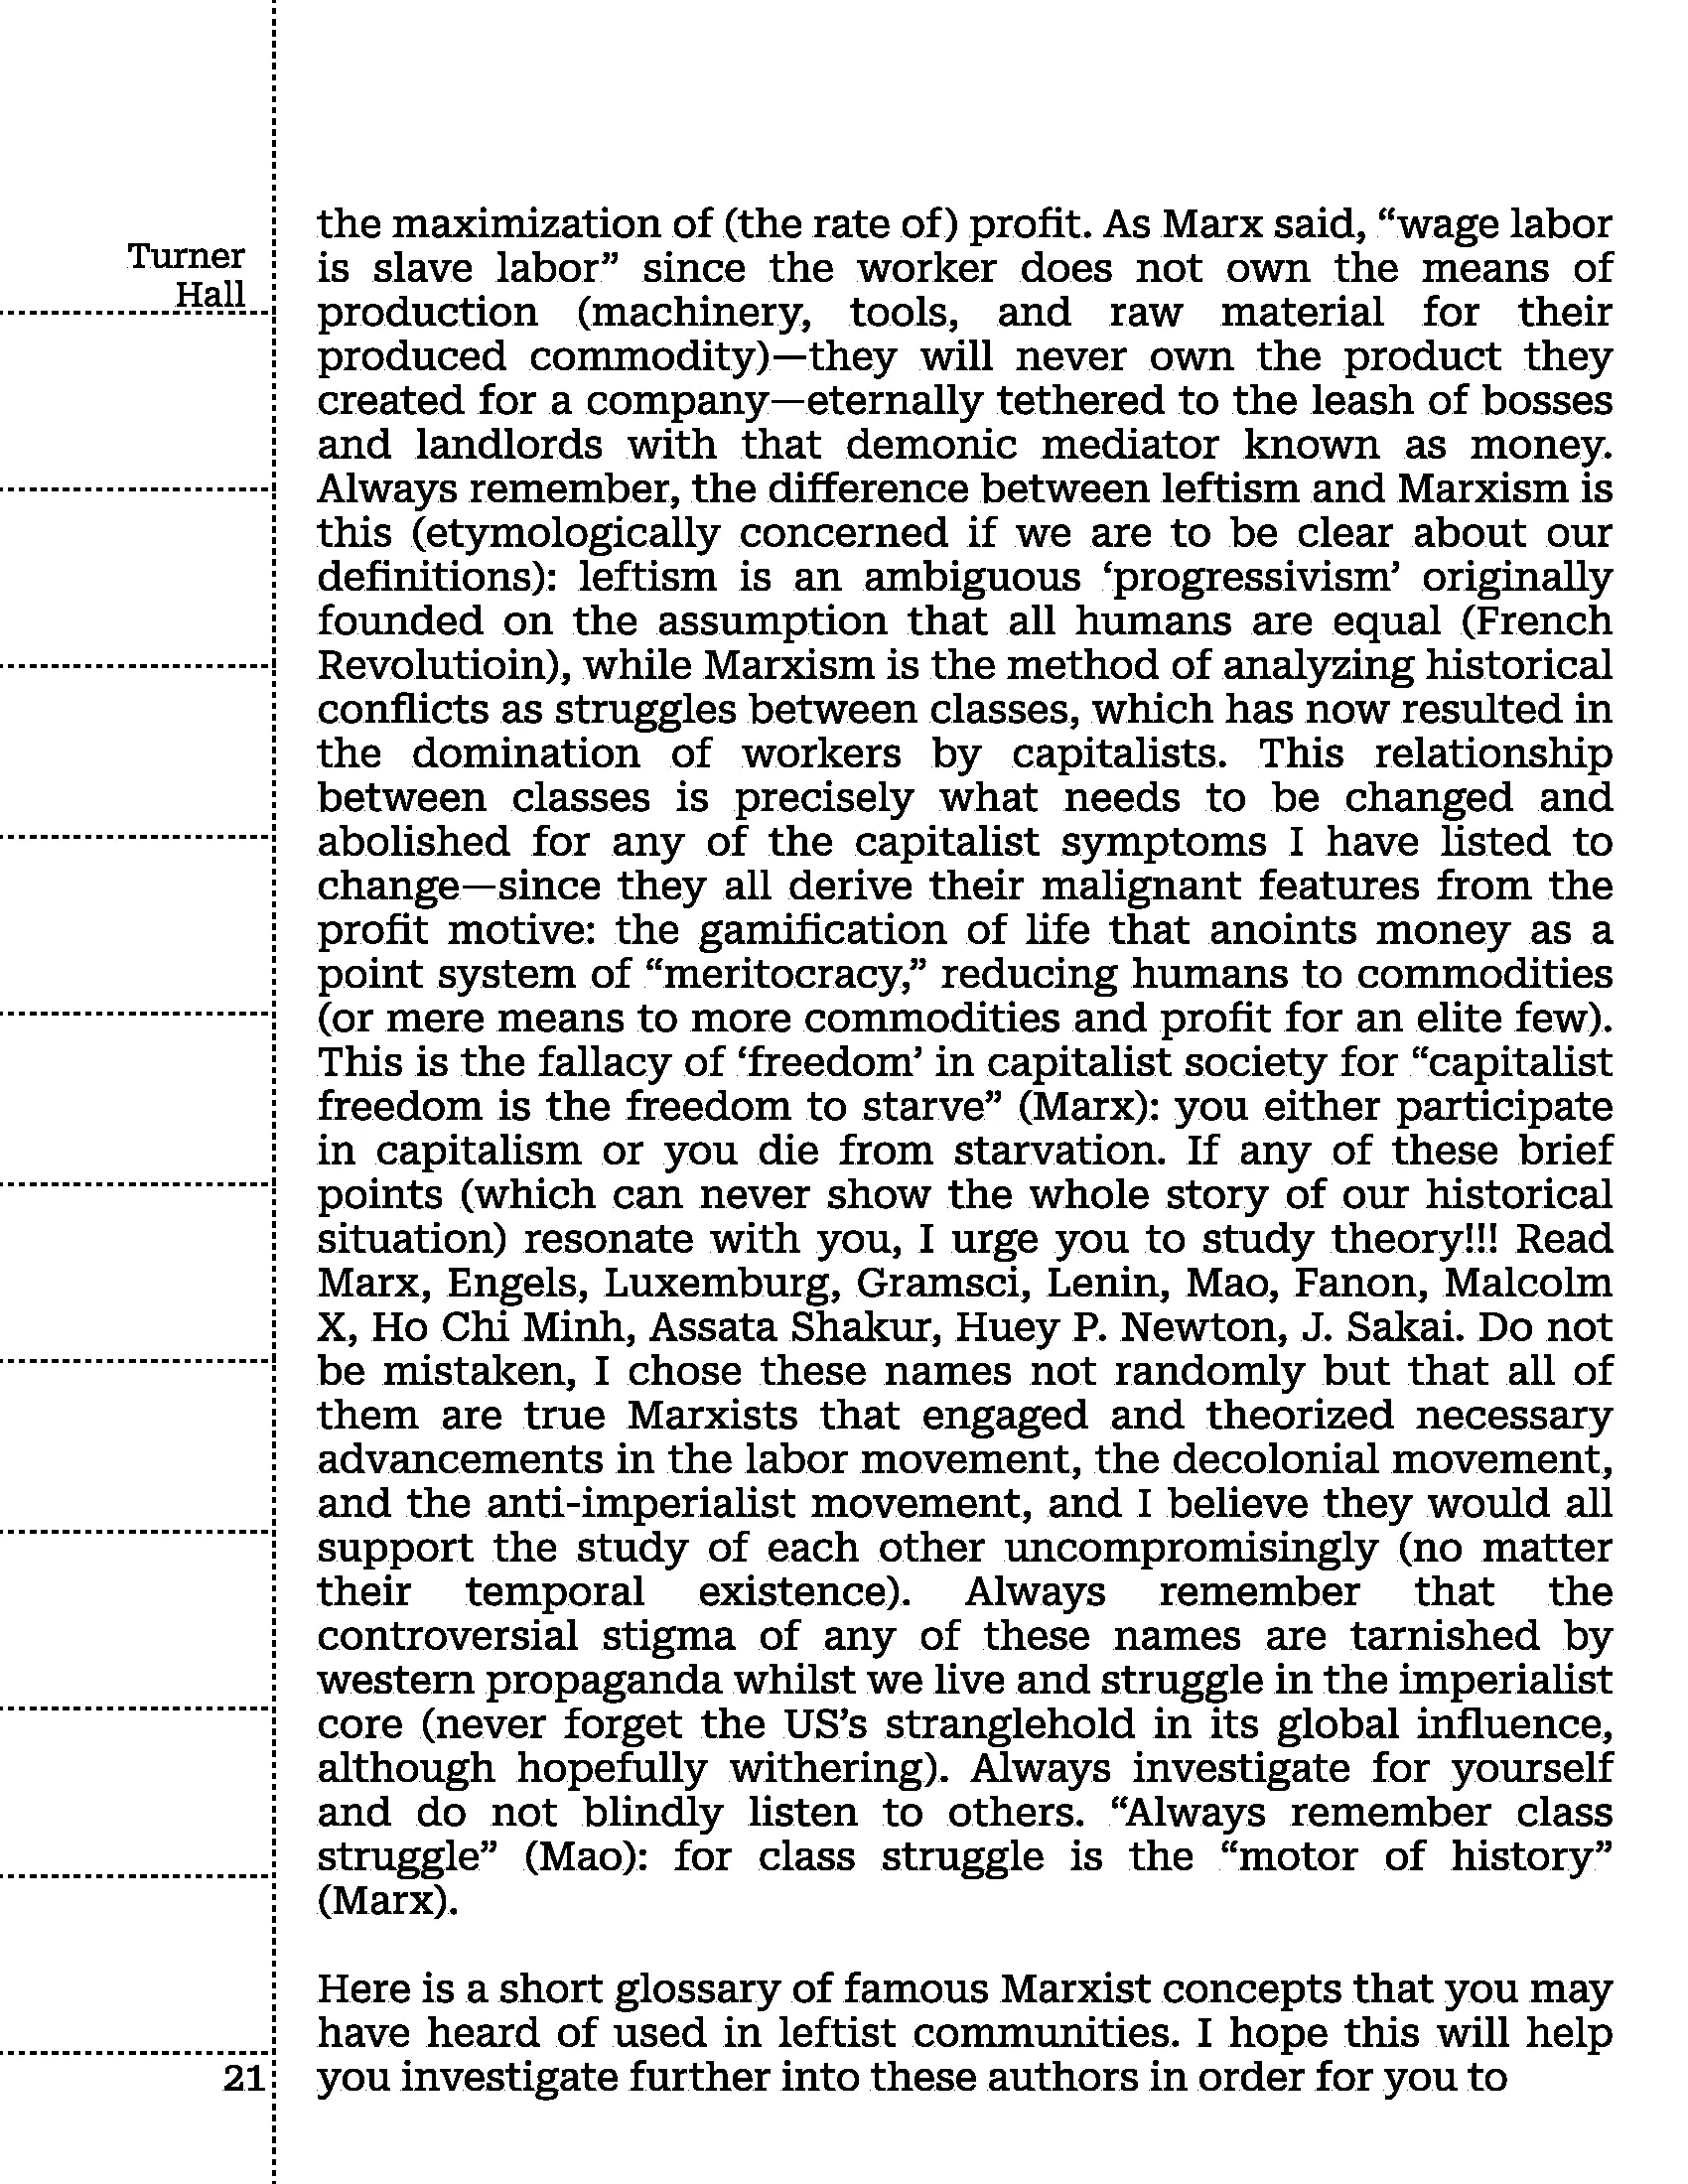 Turner
Hall
the maximization of (the rate of) profit. As Marx said, “wage labor
is slave labor” since the worker does not own the means of
production (machinery, tools, and raw material for their
produced commodity)—they will never own the product they
created for a company—eternally tethered to the leash of bosses
and landlords with that demonic mediator known as money.
Always remember, the difference between leftism and Marxism is
this (etymologically concerned if we are to be clear about our
definitions): leftism is an ambiguous ‘progressivism’ originally
founded on the assumption that all humans are equal (French
Revolutioin), while Marxism is the method of analyzing historical
conflicts as struggles between classes, which has now resulted in
the domination of workers by capitalists. This relationship
between classes is precisely what needs to be changed and
abolished for any of the capitalist symptoms I have listed to
change—since they all derive their malignant features from the
profit motive: the gamification of life that anoints money as a
point system of “meritocracy,” reducing humans to commodities
(or mere means to more commodities and profit for an elite few).
This is the fallacy of ‘freedom’ in capitalist society for “capitalist
freedom is the freedom to starve” (Marx): you either participate
in capitalism or you die from starvation. If any of these brief
points (which can never show the whole story of our historical
situation) resonate with you, I urge you to study theory!!! Read
Marx, Engels, Luxemburg, Gramsci, Lenin, Mao, Fanon, Malcolm
X, Ho Chi Minh, Assata Shakur, Huey P. Newton, J. Sakai. Do not
be mistaken, I chose these names not randomly but that all of
them are true Marxists that engaged and theorized necessary
advancements in the labor movement, the decolonial movement,
and the anti-imperialist movement, and I believe they would all
support the study of each other uncompromisingly (no matter
their temporal existence). Always remember that the
controversial stigma of any of these names are tarnished by
western propaganda whilst we live and struggle in the imperialist
core (never forget the US’s stranglehold in its global influence,
although hopefully withering). Always investigate for yourself
and do not blindly listen to others. “Always remember class
struggle” (Mao): for class struggle is the “motor of history”
(Marx).
Here is a short glossary of famous Marxist concepts that you may
have heard of used in leftist communities. I hope this will help
you investigate further into these authors in order for you to
21